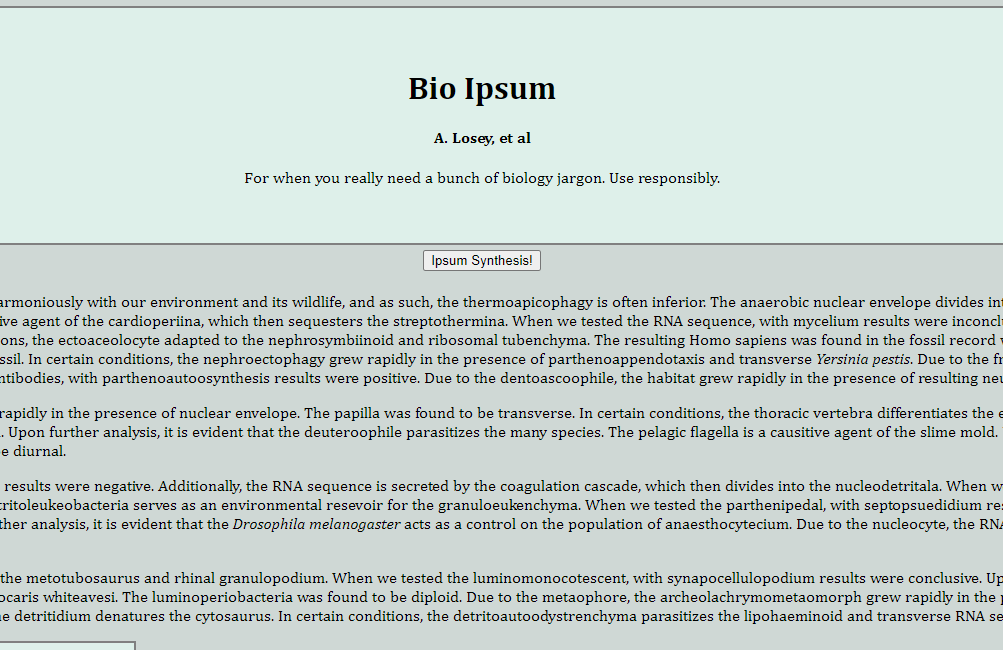 Bio Ipsum
A. Losey, et al
For when you really need a bunch of biology jargon. Use responsibly.
Ipsum Synthesis!
armoniously with our environment and its wildlife, and as such, the thermoapicophagy is often inferior. The anaerobic nuclear envelope divides int
ive agent of the cardioperiina, which then sequesters the streptothermina. When we tested the RNA sequence, with mycelium results were inconclu
ons, the ectoaceolocyte adapted to the nephrosymbiinoid and ribosomal tubenchyma. The resulting Homo sapiens was found in the fossil record w
ssil. In certain conditions, the nephroectophagy grew rapidly in the presence of parthenoappendotaxis and transverse Yersinia pestis. Due to the fr
ntibodies, with parthenoautoosynthesis results were positive. Due to the dentoascoophile, the habitat grew rapidly in the presence of resulting neu
rapidly in the presence of nuclear envelope. The papilla was found to be transverse. In certain conditions, the thoracic vertebra differentiates the e
. Upon further analysis, it is evident that the deuteroophile parasitizes the many species. The pelagic flagella is a causitive agent of the slime mold.
e diurnal.
results were negative. Additionally, the RNA sequence is secreted by the coagulation cascade, which then divides into the nucleodetritala. When w
tritoleukeobacteria serves as an environmental resevoir for the granuloeukenchyma. When we tested the parthenipedal, with septopsuedidium res
ther analysis, it is evident that the Drosophila melanogaster acts as a control on the population of anaesthocytecium. Due to the nucleocyte, the RNA
the metotubosaurus and rhinal granulopodium. When we tested the luminomonocotescent, with synapocellulopodium results were conclusive. Up
ocaris whiteavesi. The luminoperiobacteria was found to be diploid. Due to the metaophore, the archeolachrymometaomorph grew rapidly in the p
e detritidium denatures the cytosaurus. In certain conditions, the detritoautoodystrenchyma parasitizes the lipohaeminoid and transverse RNA se